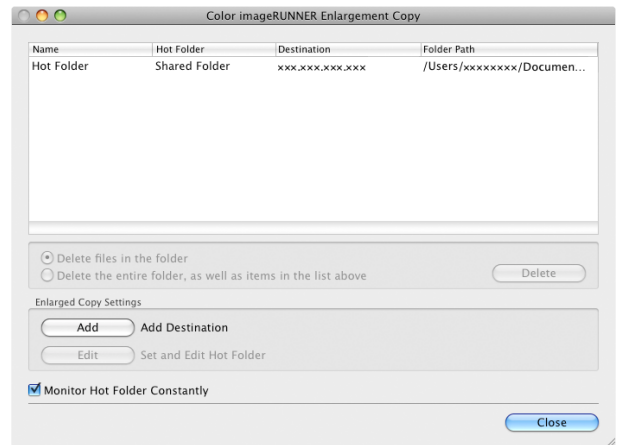 Color imageRUNNER Enlargement Copy
Name Hot Folder Destination Folder Path
Hot Folder Shared Folder xxx.xxx.xxx.xxx /Users/xxxxxxxx/Documen...
Delete files in the folder
Delete the entire folder, as well as items in the list above
Delete
Enlarged Copy Settings
Add Add Destination
Edit Set and Edit Hot Folder
Monitor Hot Folder Constantly
Close